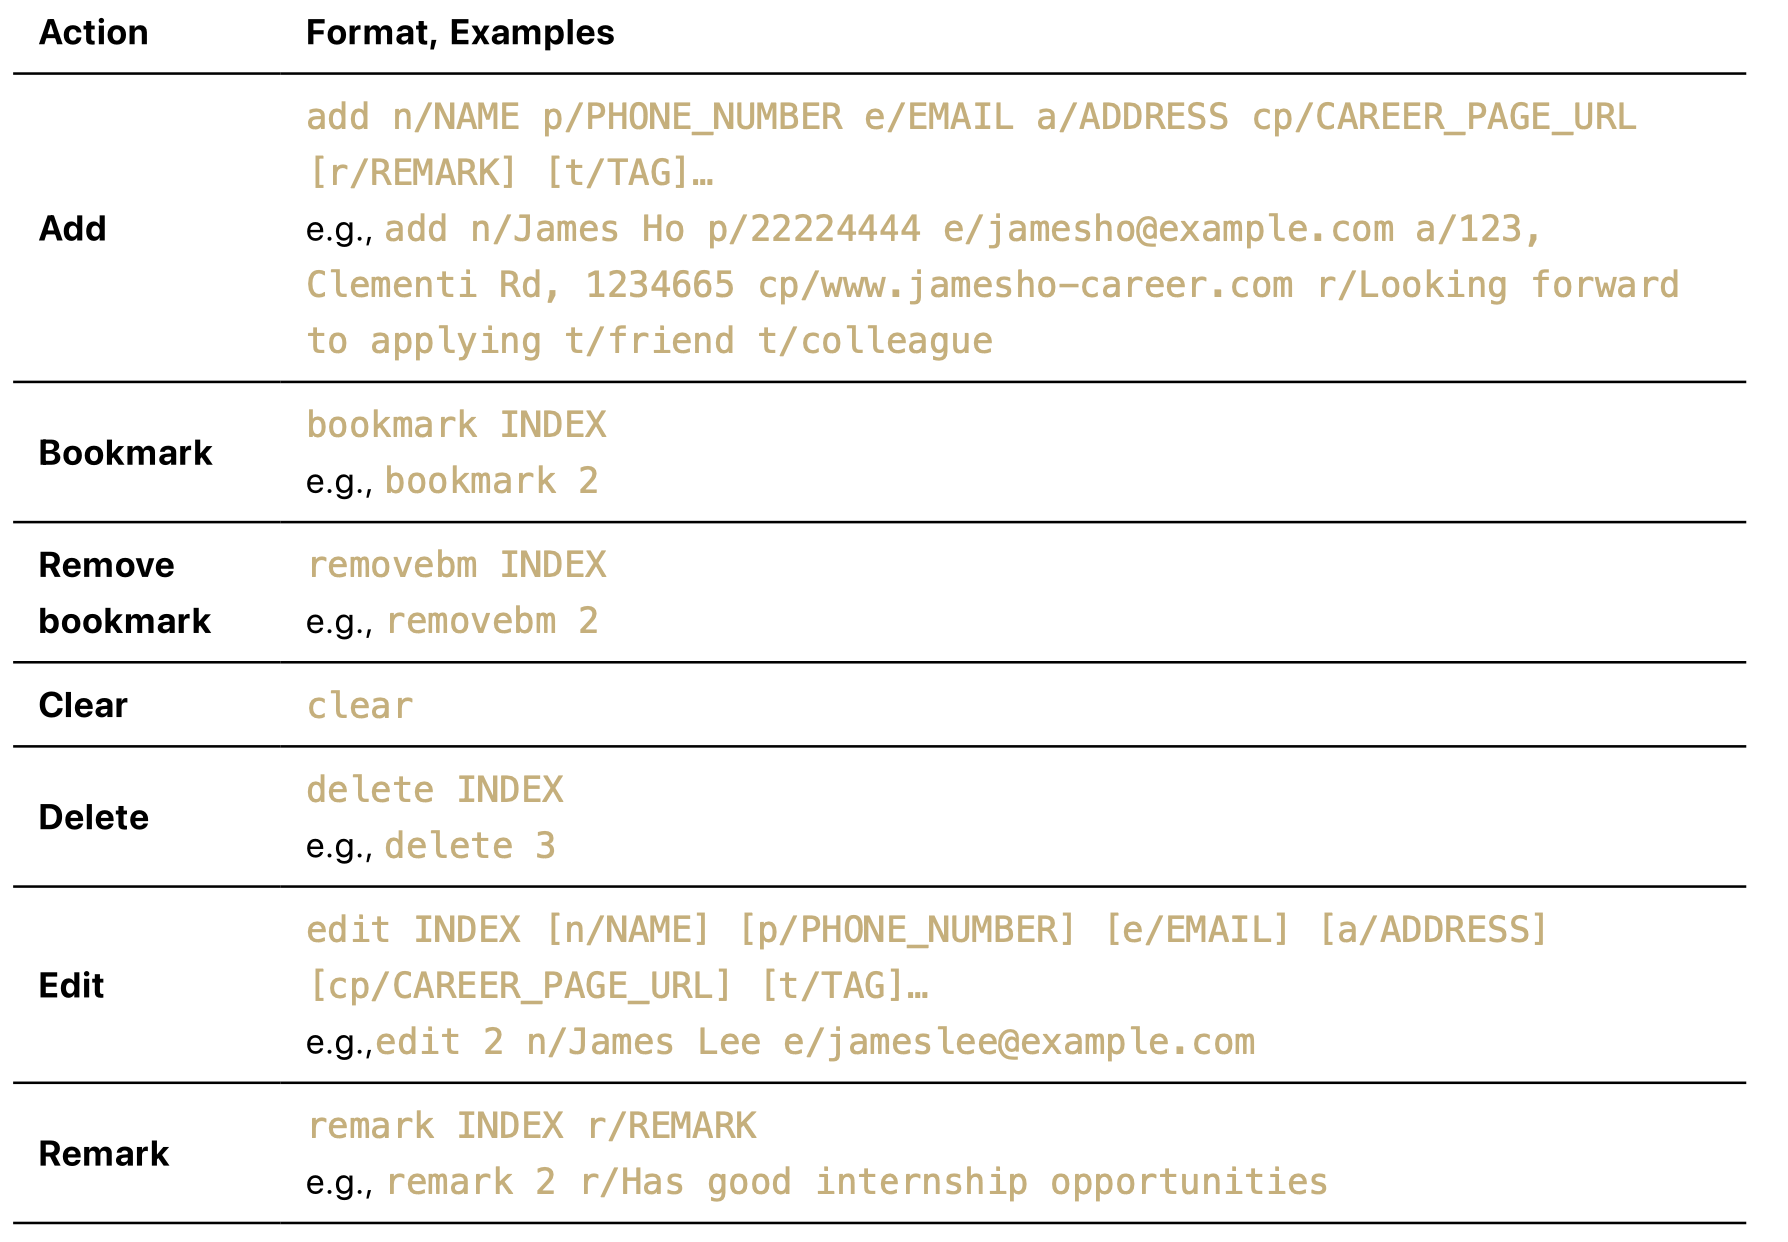 Action Format, Examples
add n/NAME p/PHONE_NUMBER e/EMAIL a/ADDRESS cp/CAREER_PAGE_URL
[r/REMARK] [t/TAG]…
Add
e.g., add n/James Ho p/22224444 e/jamesho@example.com a/123,
Clementi Rd, 1234665 cp/www.jamesho-career.com r/Looking forward
to applying t/friend t/colleague
Bookmark
bookmark INDEX
e.g., bookmark 2
Remove
bookmark
removebm INDEX
e.g., removebm 2
Clear
clear
Delete
delete INDEX
e.g., delete 3
Edit
edit INDEX [n/NAME] [p/PHONE_NUMBER] [e/EMAIL] [a/ADDRESS]
[cp/CAREER_PAGE_URL] [t/TAG]…
e.g.,edit 2 n/James Lee e/jameslee@example.com
Remark
remark INDEX r/REMARK
e.g., remark 2 r/Has good internship opportunities